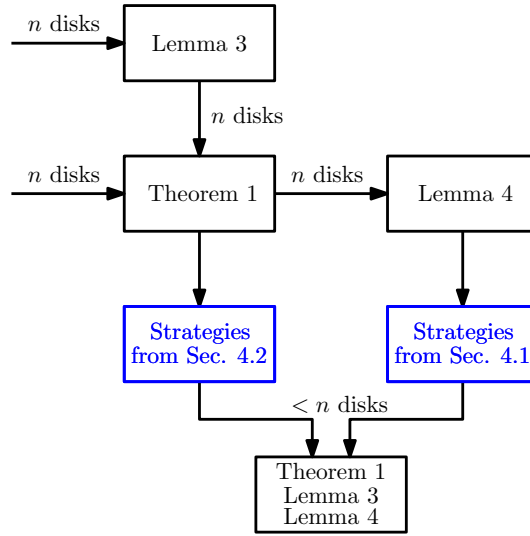 n disks
Lemma 3
n disks
n disks
Theorem 1
n disks
Lemma 4
Strategies
from Sec. 4.2
Strategies
from Sec. 4.1
< n disks
Theorem 1
Lemma 3
Lemma 4